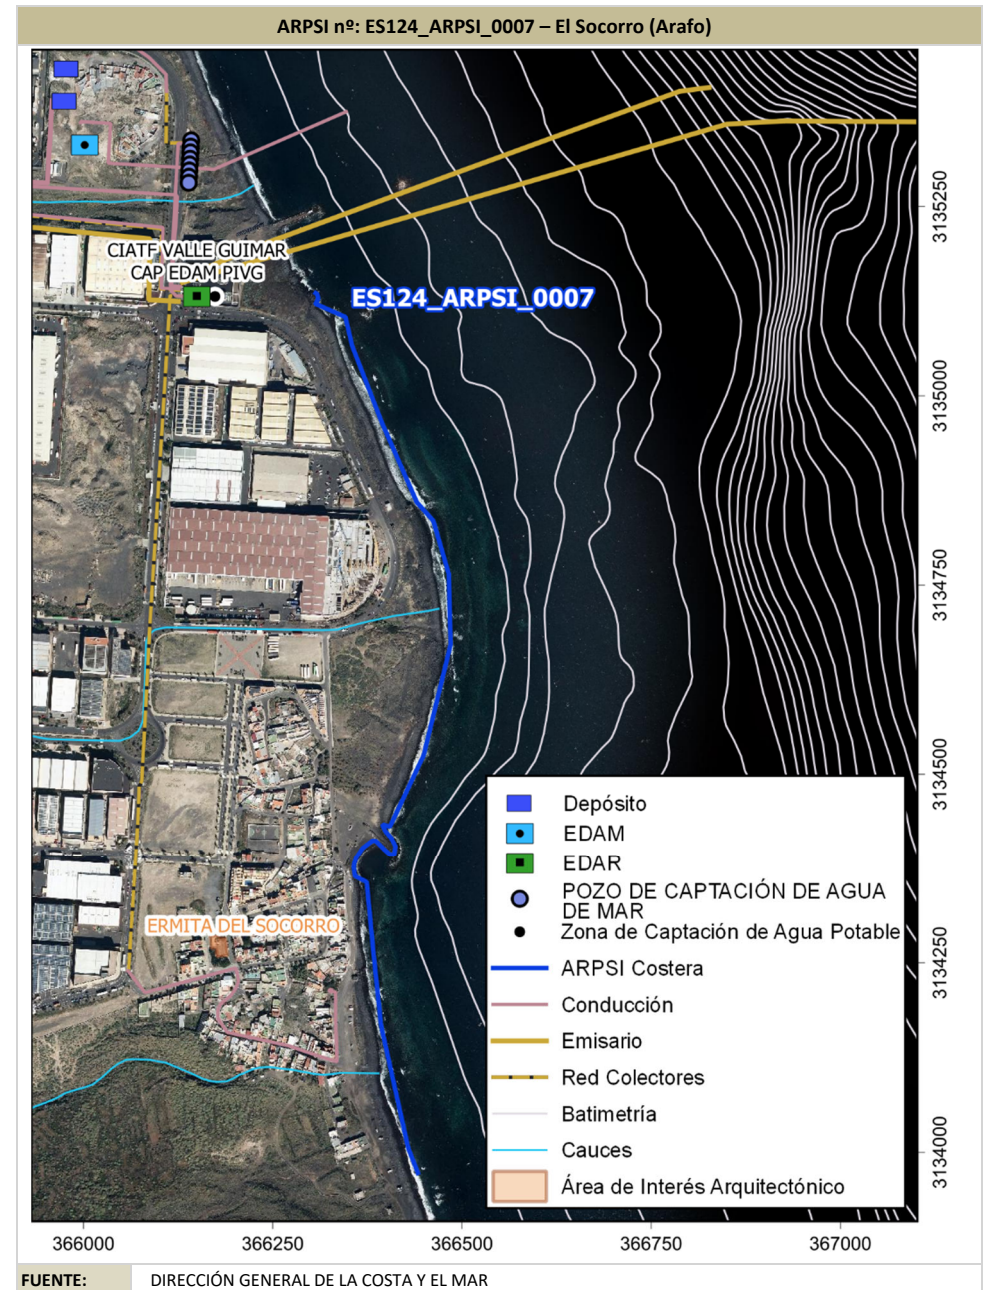 ARPSI nº: ES124_ARPSI_0007 – El Socorro (Arafo)
CIATF VALLE GUIMAR
CAP EDAM PIVG
ES124_ARPSI_0007
ERMITA DEL SOCORRO
Depósito
EDAM
EDAR
POZO DE CAPTACIÓN DE AGUA
DE MAR
Zona de Captación de Agua Potable
ARPSI Costera
Conducción
Emisario
Red Colectores
Batimetría
Cauces
Área de Interés Arquitectónico
3135250
3135000
3134750
3134500
3134250
3134000
366000 366250 366500 366750 367000
FUENTE: DIRECCIÓN GENERAL DE LA COSTA Y EL MAR